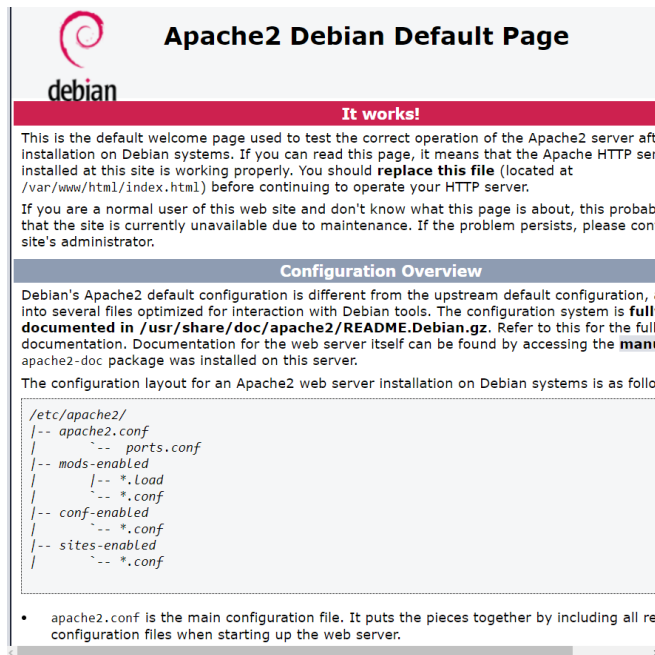 debian
Apache2 Debian Default Page
It works!
This is the default welcome page used to test the correct operation of the Apache2 server
installation on Debian systems. If you can read this page, it means that the Apache HTTP
installed at this site is working properly. You should replace this file (located at
/var/www/html/index.html) before continuing to operate your HTTP server.
If you are a normal user of this web site and don't know what this page is about, this
that the site is currently unavailable due to maintenance. If the problem persists, please
site's administrator.
Configuration Overview
Debian's Apache2 default configuration is different from the upstream default configuration,
into several files optimized for interaction with Debian tools. The configuration system is
documented in /usr/share/doc/apache2/README.Debian.gz. Refer to this for the
documentation. Documentation for the web server itself can be found by accessing the
apache2-doc package was installed on this server.
The configuration layout for an Apache2 web server installation on Debian systems is as
/etc/apache2/
|-- apache2.conf
|       `--  ports.conf
|-- mods-enabled
|       |-- *.load
|       `-- *.conf
|-- conf-enabled
|       `-- *.conf
|-- sites-enabled
|       `-- *.conf
• apache2.conf is the main configuration file. It puts the pieces together by including all
configuration files when starting up the web server.